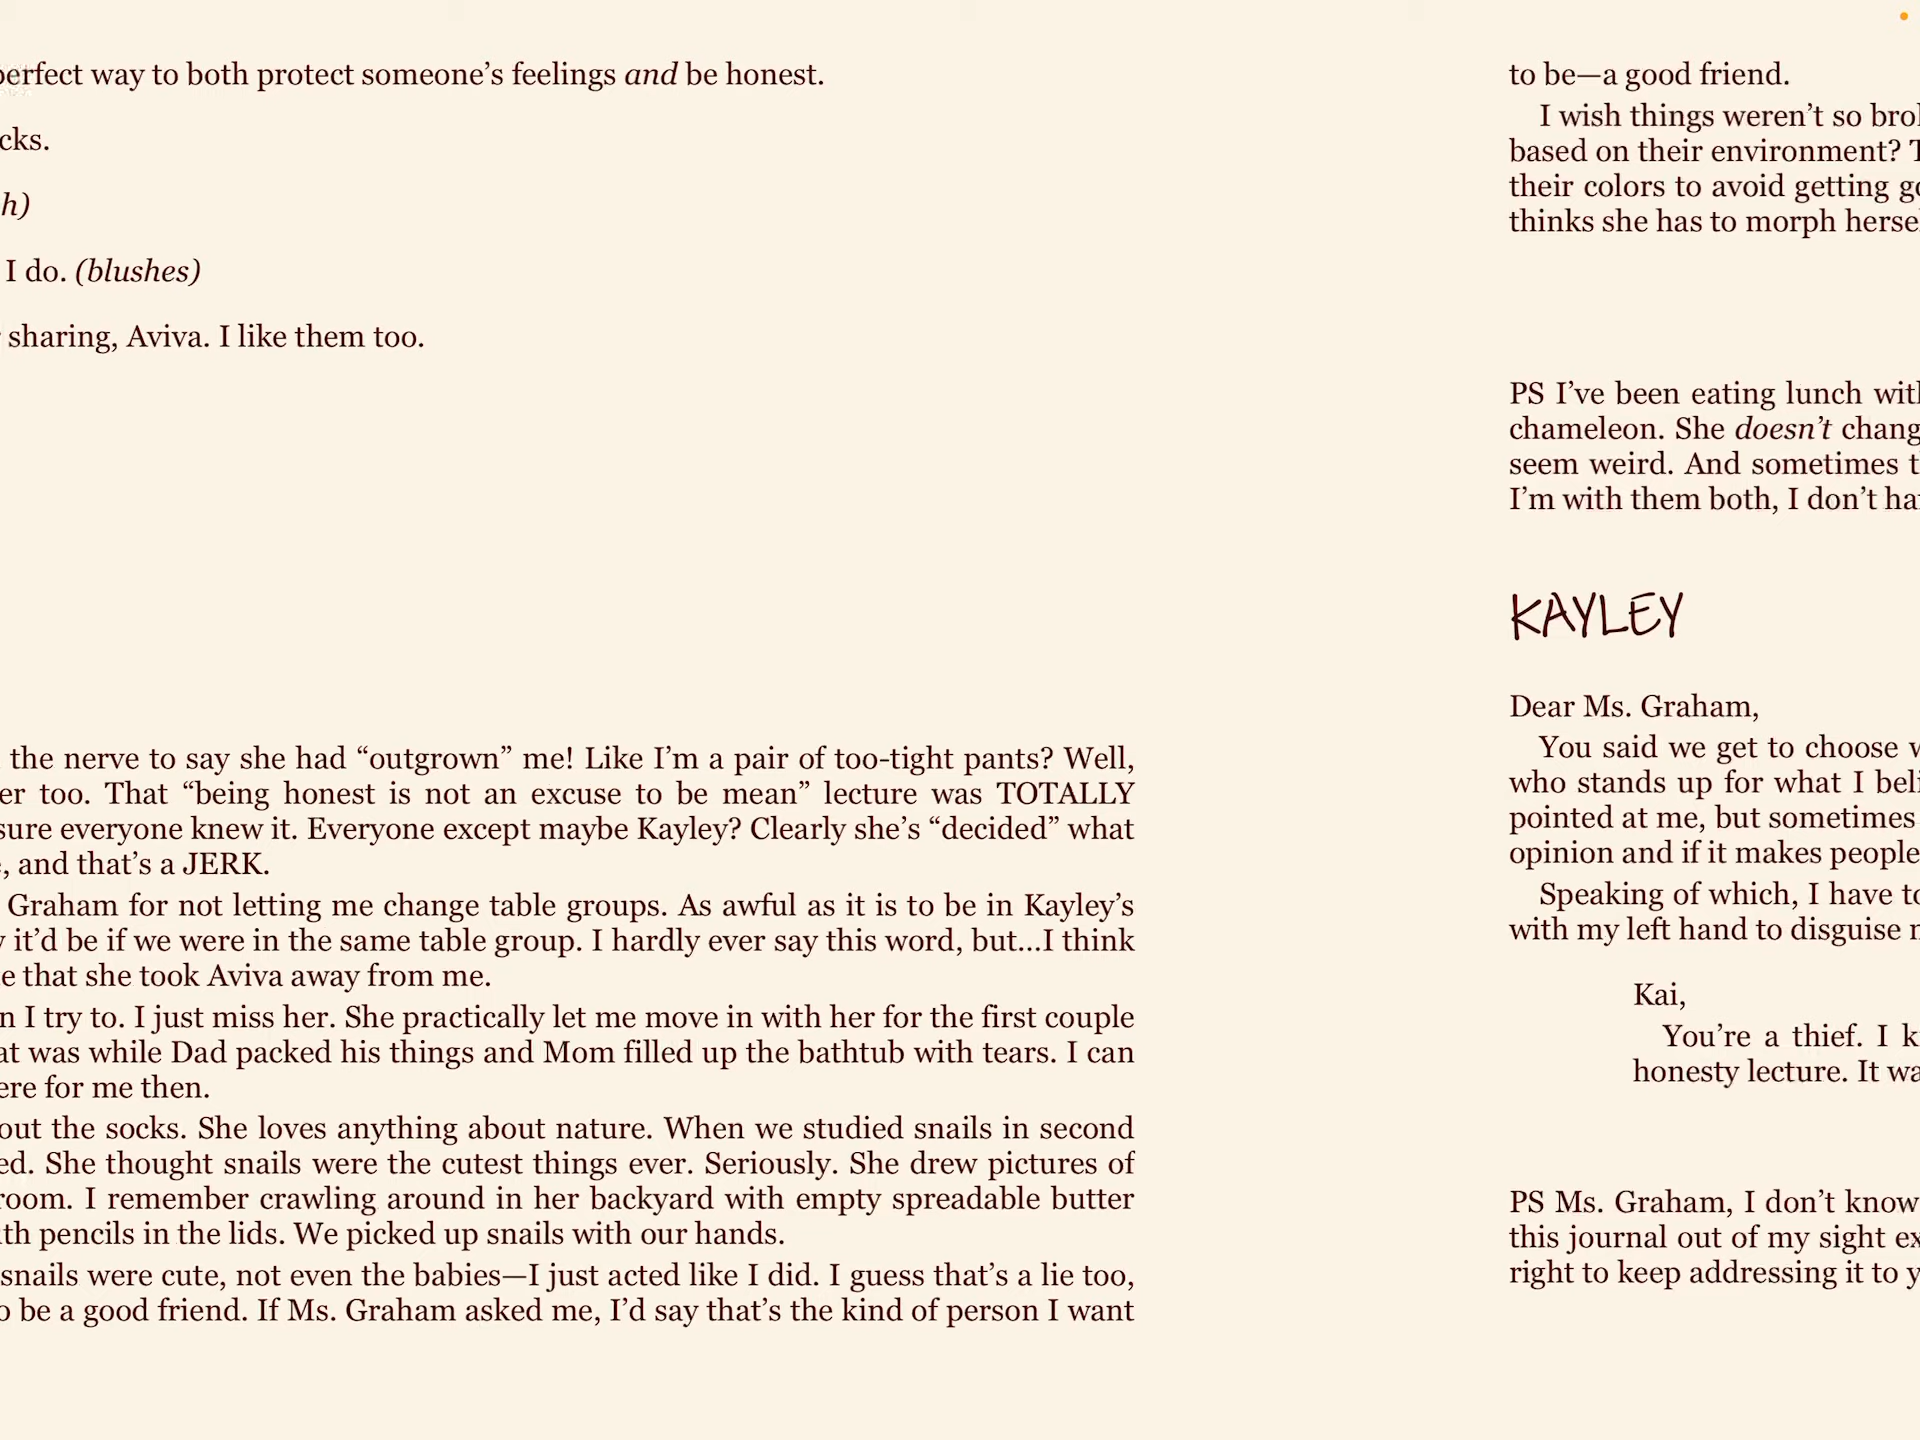 perfect way to both protect someone’s feelings and be honest.
cks.
h)
I do. (blushes)
sharing, Aviva. I like them too.
the nerve to say she had “outgrown” me! Like I’m a pair of too-tight pants? Well,
er too. That “being honest is not an excuse to be mean” lecture was TOTALLY
sure everyone knew it. Everyone except maybe Kayley? Clearly she’s “decided” what
, and that’s a JERK.
Graham for not letting me change table groups. As awful as it is to be in Kayley’s
it’d be if we were in the same table group. I hardly ever say this word, but…I think
e that she took Aviva away from me.
n I try to. I just miss her. She practically let me move in with her for the first couple
at was while Dad packed his things and Mom filled up the bathtub with tears. I can
ere for me then.
out the socks. She loves anything about nature. When we studied snails in second
ed. She thought snails were the cutest things ever. Seriously. She drew pictures of
room. I remember crawling around in her backyard with empty spreadable butter
th pencils in the lids. We picked up snails with our hands.
snails were cute, not even the babies—I just acted like I did. I guess that’s a lie too,
o be a good friend. If Ms. Graham asked me, I’d say that’s the kind of person I want
to be—a good friend.
I wish things weren’t so bro
based on their environment? T
their colors to avoid getting go
thinks she has to morph herse
PS I’ve been eating lunch with
chameleon. She doesn’t chang
seem weird. And sometimes t
I’m with them both, I don’t ha
KAYLEY
Dear Ms. Graham,
You said we get to choose w
who stands up for what I beli
pointed at me, but sometimes
opinion and if it makes people
Speaking of which, I have to
with my left hand to disguise
Kai,
You’re a thief. I k
honesty lecture. It wa
PS Ms. Graham, I don’t know
this journal out of my sight ex
right to keep addressing it to y